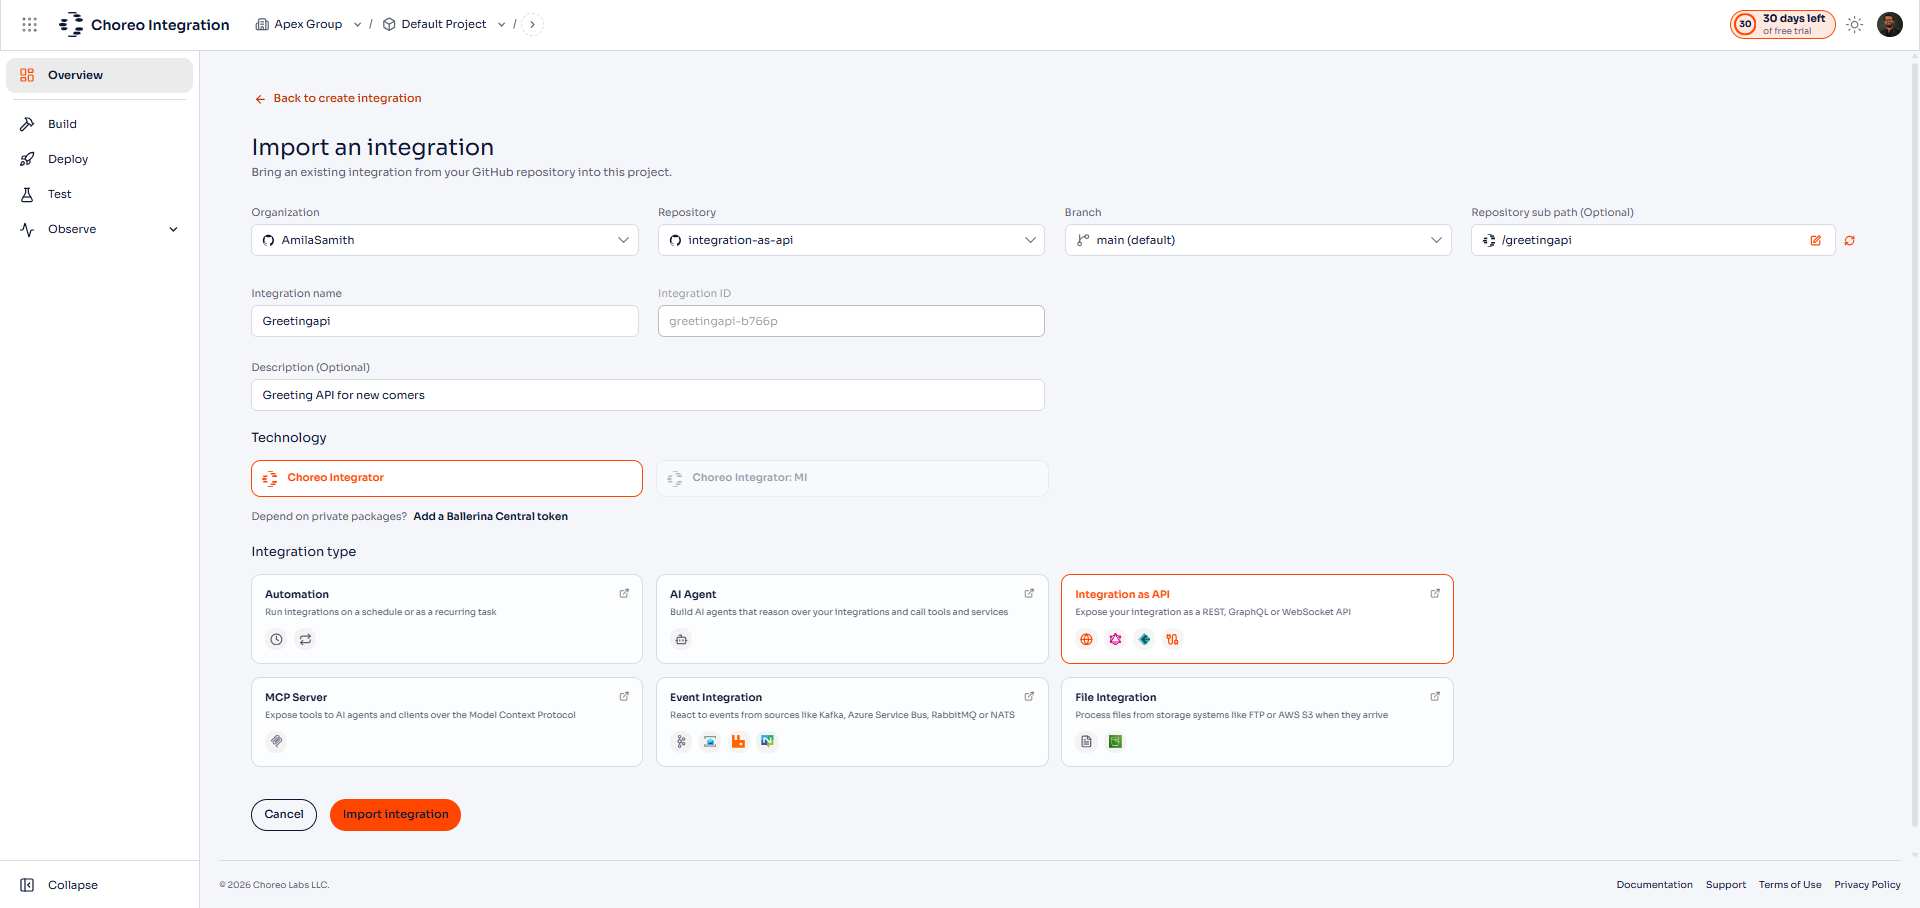 Choreo Integration
Apex Group
/
Default Project
/
30
30 days left
of free trial
Overview
Build
Deploy
Test
Observe
Collapse
Back to create integration
Import an integration
Bring an existing integration from your GitHub repository into this project.
Organization
Repository
Branch
Repository sub path (Optional)
AmilaSamith
integration-as-api
main (default)
/greetingapi
Integration name
Integration ID
Greetingapi
greetingapi-b766p
Description (Optional)
Greeting API for new comers
Technology
Choreo Integrator
Choreo Integrator: MI
Depend on private packages? Add a Ballerina Central token
Integration type
Automation
Run integrations on a schedule or as a recurring task
AI Agent
Build AI agents that reason over your integrations and call tools and services
Integration as API
Expose your integration as a REST, GraphQL or WebSocket API
MCP Server
Expose tools to AI agents and clients over the Model Context Protocol
Event Integration
React to events from sources like Kafka, Azure Service Bus, RabbitMQ or NATS
File Integration
Process files from storage systems like FTP or AWS S3 when they arrive
Cancel
Import integration
© 2026 Choreo Labs LLC.
Documentation
Support
Terms of Use
Privacy Policy